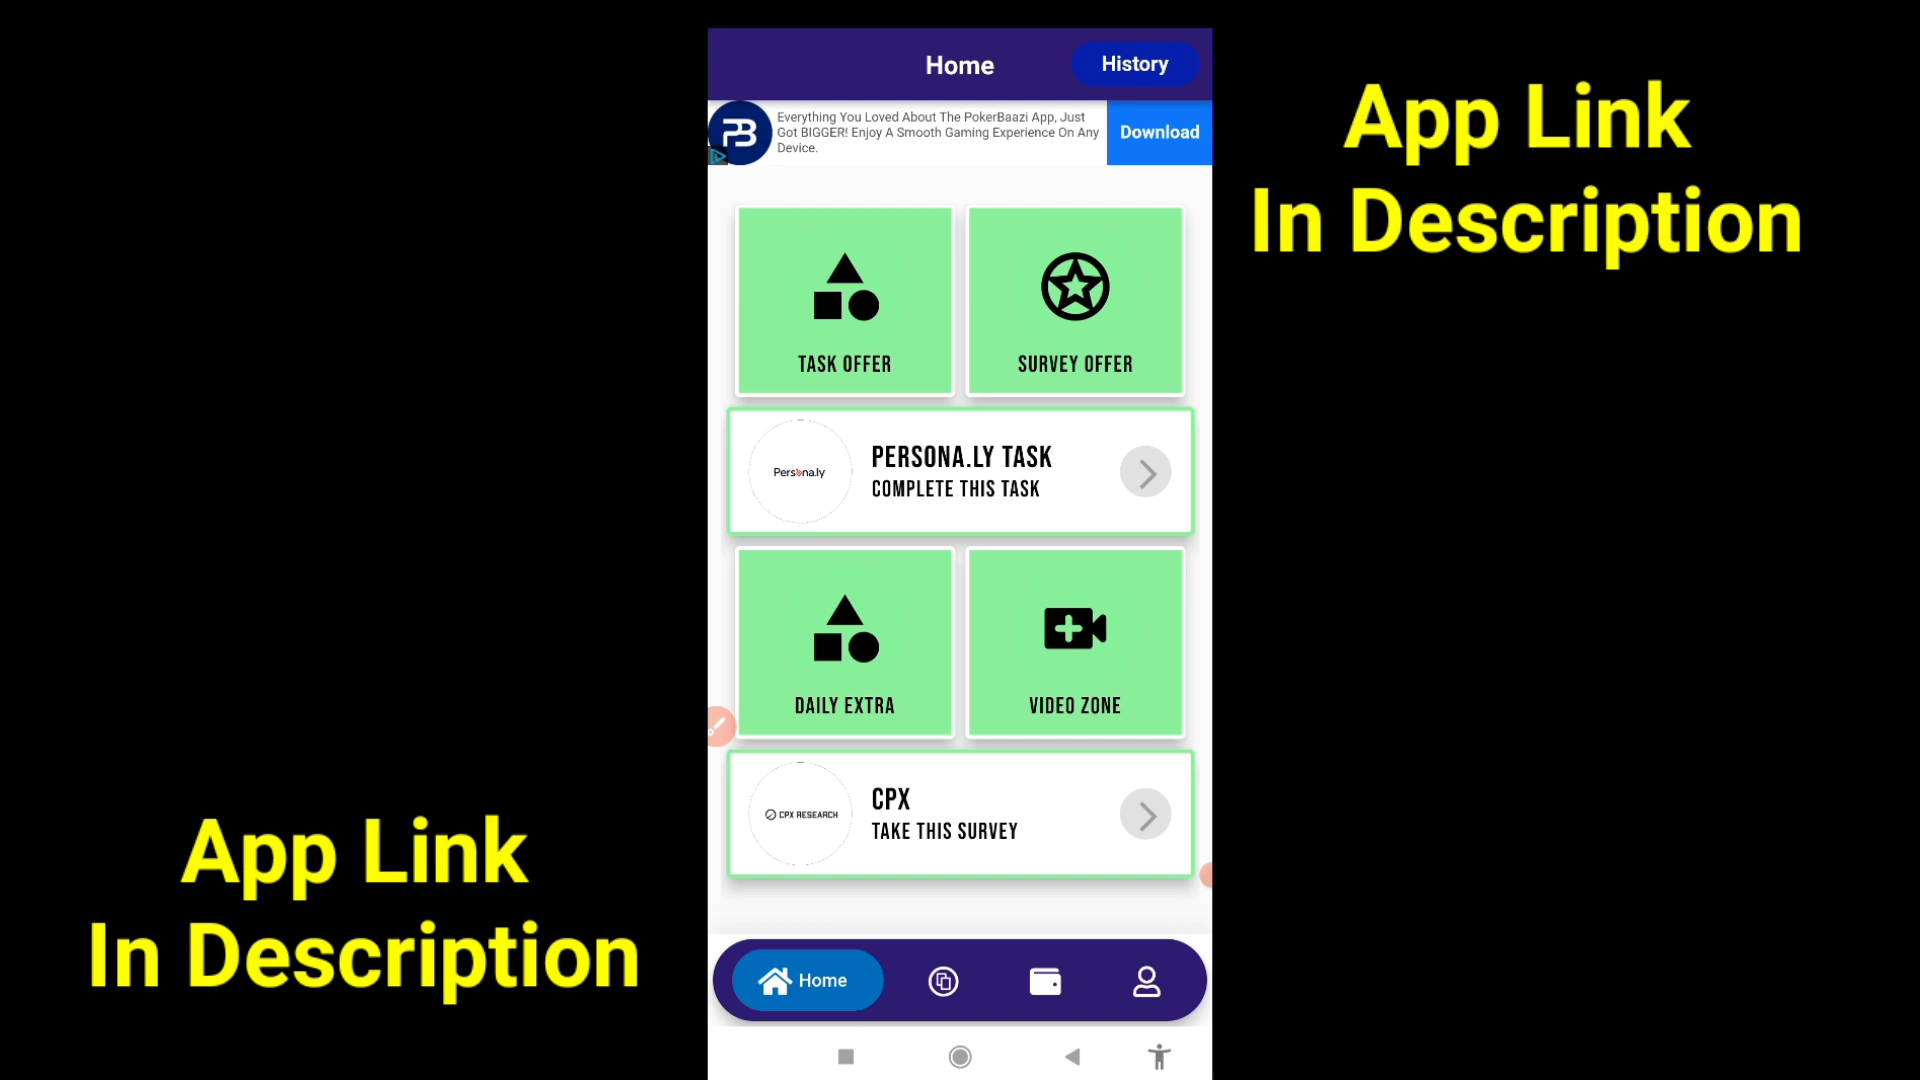 Home
History
Everything You Loved About The PokerBaazi App, Just
Got BIGGER! Enjoy A Smooth Gaming Experience On Any
Device.
Download
App Link
In Description
TASK OFFER
SURVEY OFFER
Persona.ly
PERSONA.LY TASK
COMPLETE THIS TASK
DAILY EXTRA
VIDEO ZONE
CPX RESEARCH
CPX
TAKE THIS SURVEY
App Link
In Description
Home